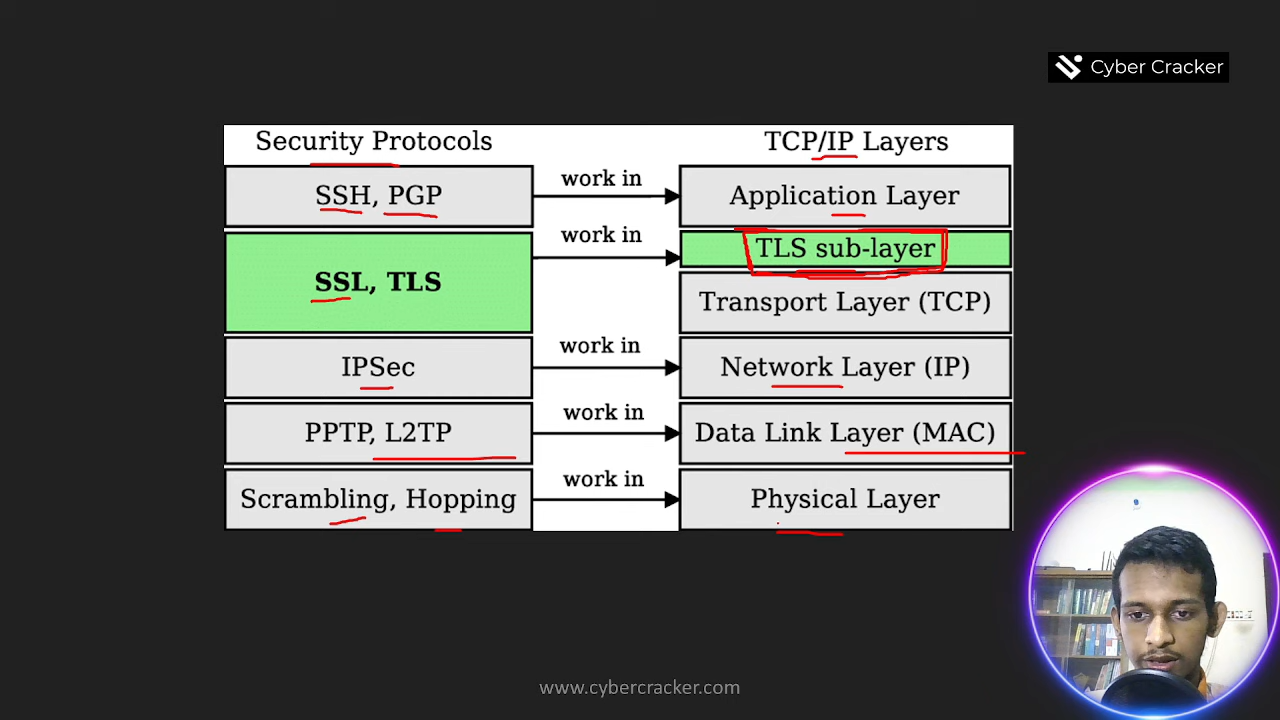 Cyber Cracker
Security Protocols
TCP/IP Layers
SSH, PGP
work in
Application Layer
SSL, TLS
work in
TLS sub-layer
Transport Layer (TCP)
IPSec
work in
Network Layer (IP)
PPTP, L2TP
work in
Data Link Layer (MAC)
Scrambling, Hopping
work in
Physical Layer
www.cybercracker.com